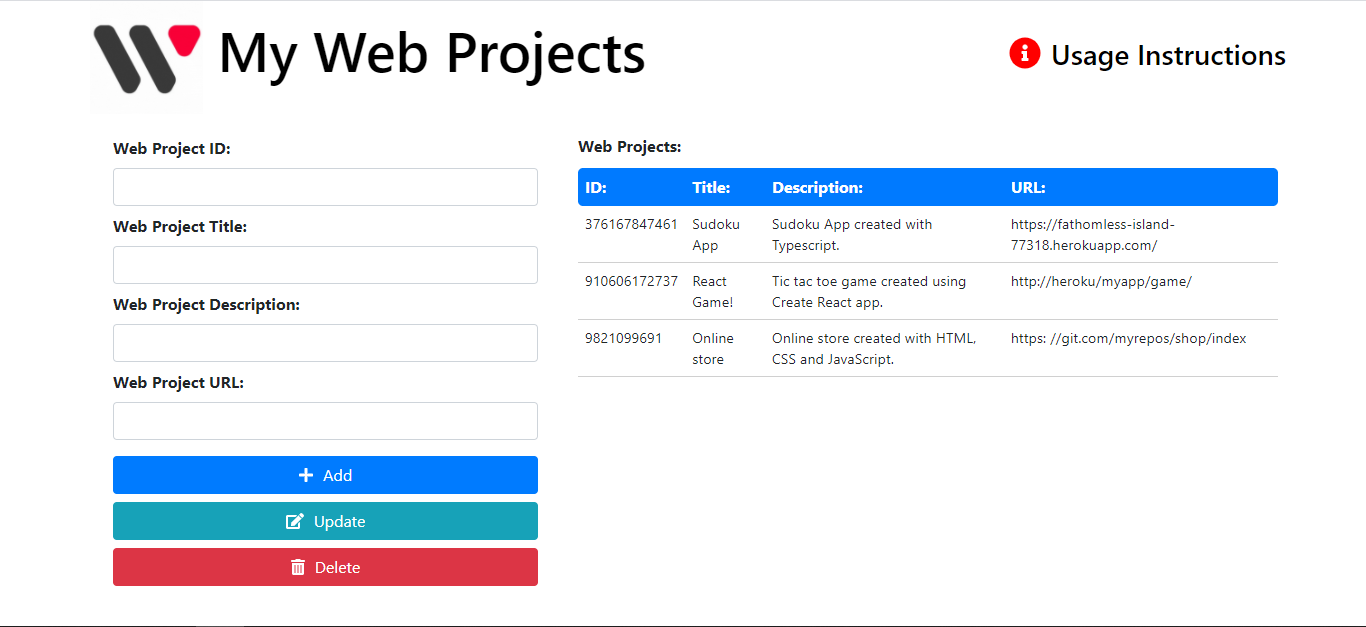 My Web Projects
Usage Instructions
Web Project ID:
Web Project Title:
Web Project Description:
Web Project URL:
Add
Update
Delete
Web Projects:
ID: Title: Description: URL:
376167847461 Sudoku Sudoku App created with https://fathomless-island-
App Typescript. 77318.herokuapp.com/
910606172737 React Tic tac toe game created using http://heroku/myapp/game/
Game! Create React app.
9821099691 Online Online store created with HTML, https: //git.com/myrepos/shop/index
store CSS and JavaScript.